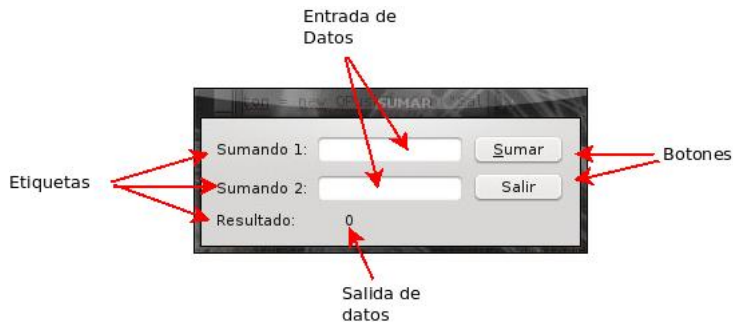 Entrada de
Datos
SUMAR
Sumando 1:
Sumar
Botones
Etiquetas
Sumando 2:
Salir
Resultado:
0
Salida de
datos